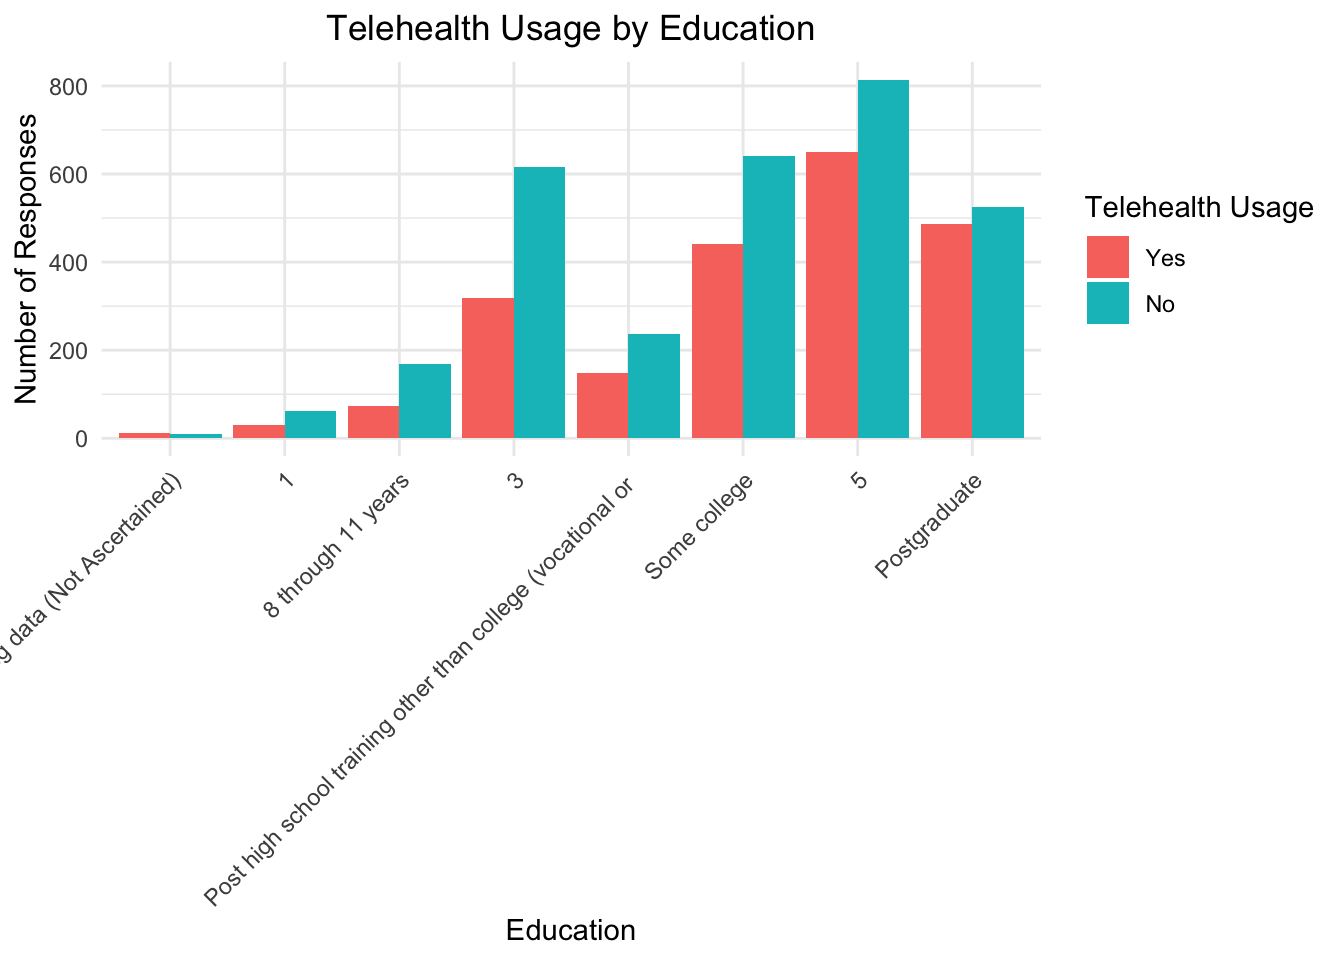 Telehealth Usage by Education
Number of Responses
800
600
400
200
0
data (Not Ascertained)
1
8 through 11 years
3
Post high school training other than college (vocational or
Some college
5
Postgraduate
Education
Telehealth Usage
Yes
No